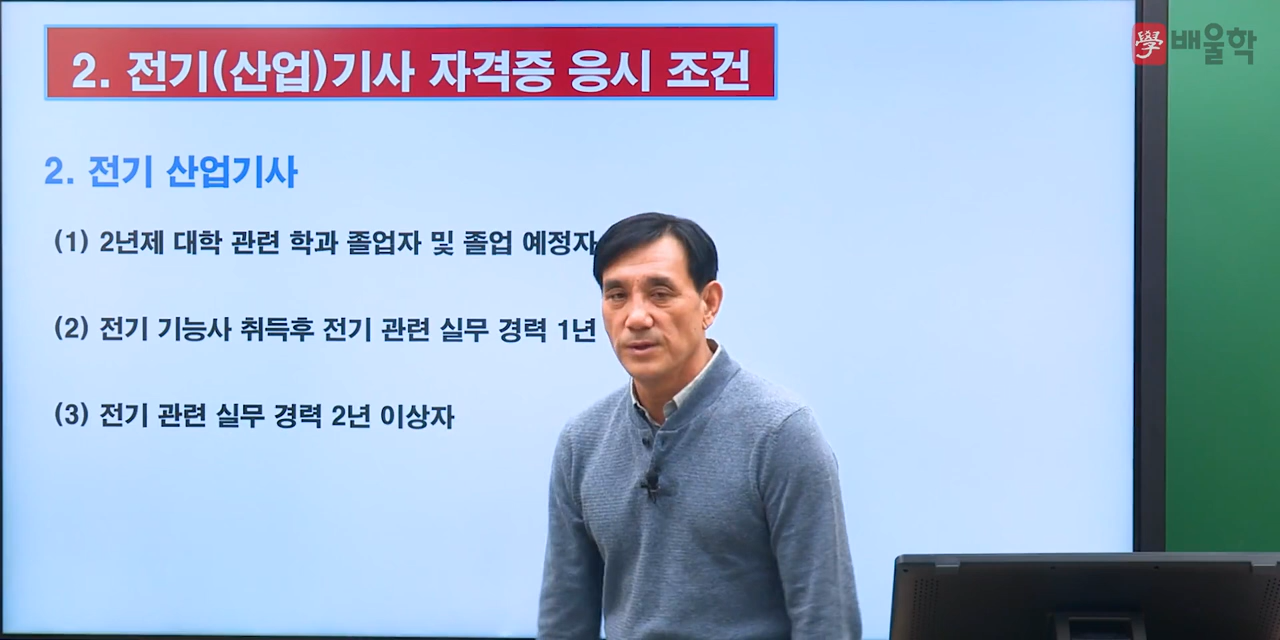 2. 전기(산업)기사 자격증 응시 조건
學 배울학
2. 전기 산업기사
(1) 2년제 대학 관련 학과 졸업자 및 졸업 예정자
(2) 전기 기능사 취득후 전기 관련 실무 경력 1년
(3) 전기 관련 실무 경력 2년 이상자